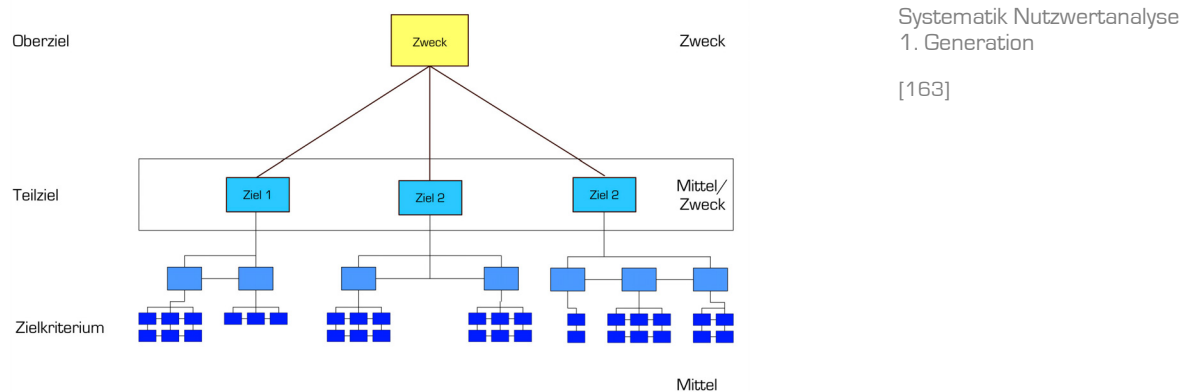 Systematik Nutzwertanalyse
1. Generation
[163]
Oberziel
Zweck
Zweck
Teilziel
Ziel 1
Ziel 2
Ziel 2
Mittel/
Zweck
Zielkriterium
Mittel